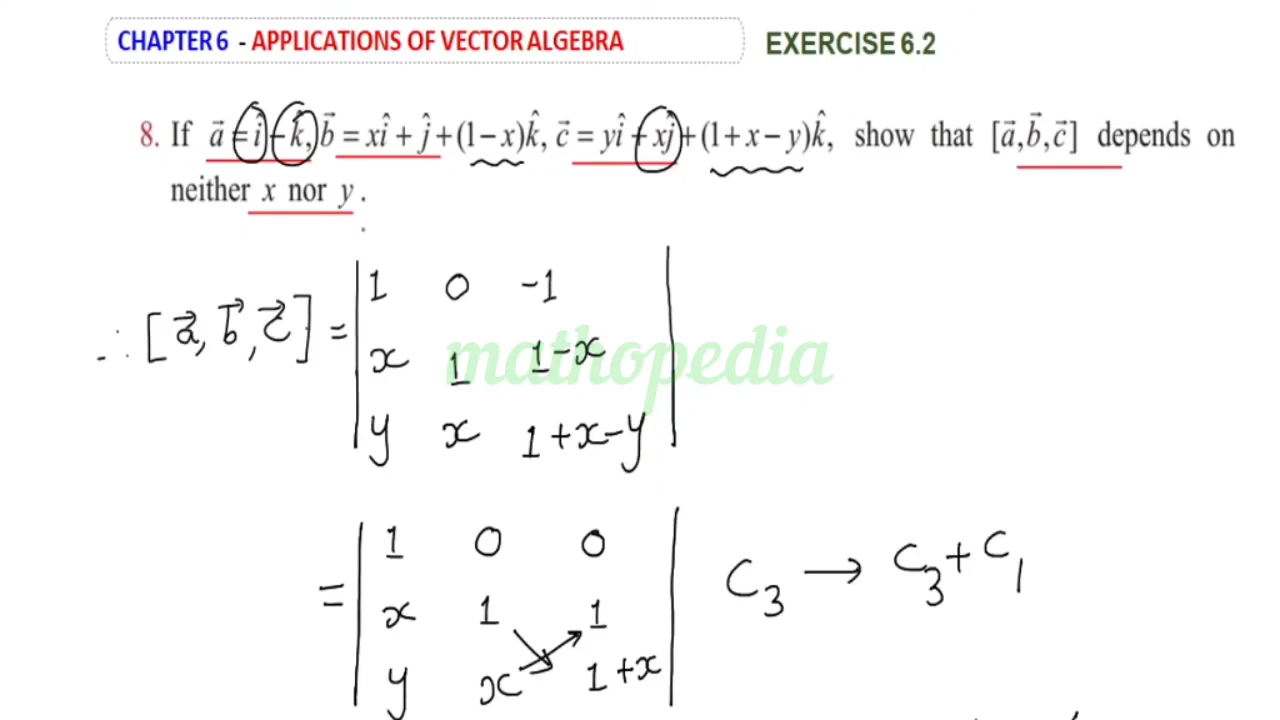 CHAPTER 6 - APPLICATIONS OF VECTOR ALGEBRA EXERCISE 6.2
8. If a⃗ = î − k̂, b⃗ = xî + ĵ + (1 − x)k̂, c⃗ = yî + xĵ + (1 + x − y)k̂, show that [a⃗, b⃗, c⃗] depends on
neither x nor y .
∴ [a⃗, b⃗, c⃗] = | 1 0 -1 |
| x 1 1-x |
| y x 1+x-y |
mathopedia
= | 1 0 0 | C₃ → C₃ + C₁
| x 1 1 |
| y x 1+x |